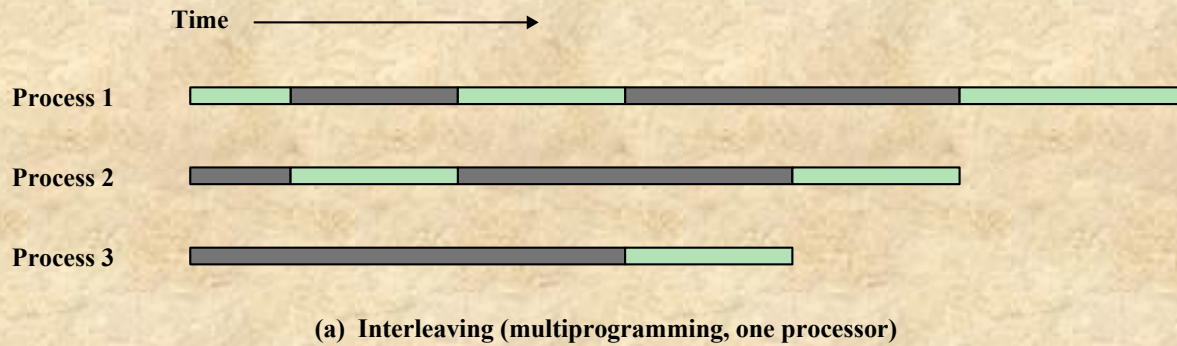 Time
Process 1
Process 2
Process 3
(a) Interleaving (multiprogramming, one processor)